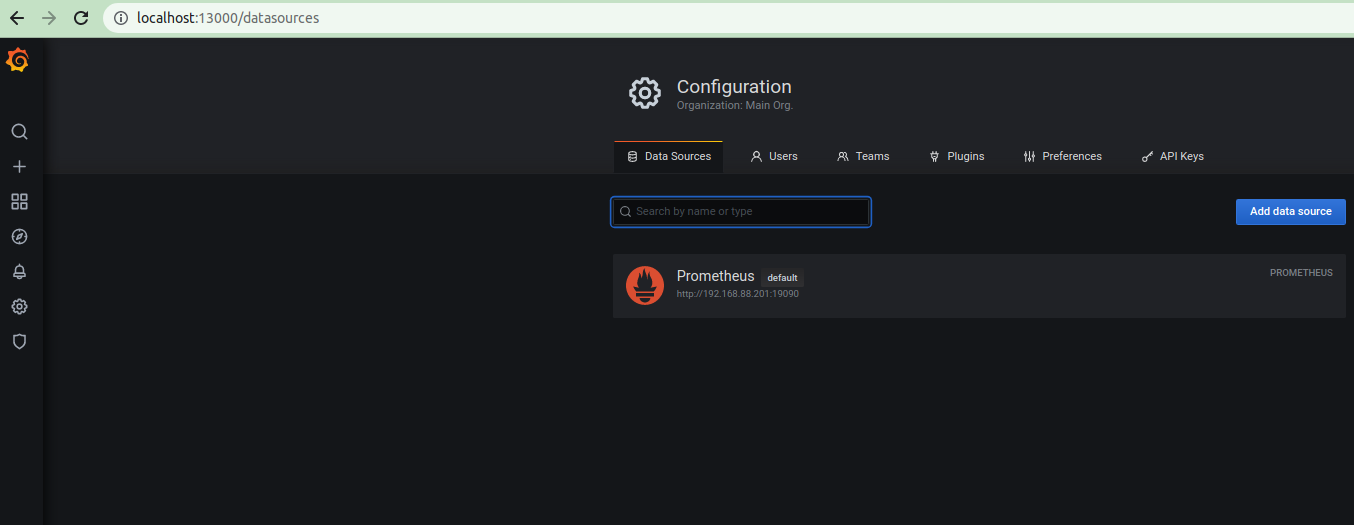 localhost:13000/datasources
Configuration
Organization: Main Org.
Data Sources Users Teams Plugins Preferences API Keys
Search by name or type Add data source
Prometheus default PROMETHEUS
http://192.168.88.201:19090